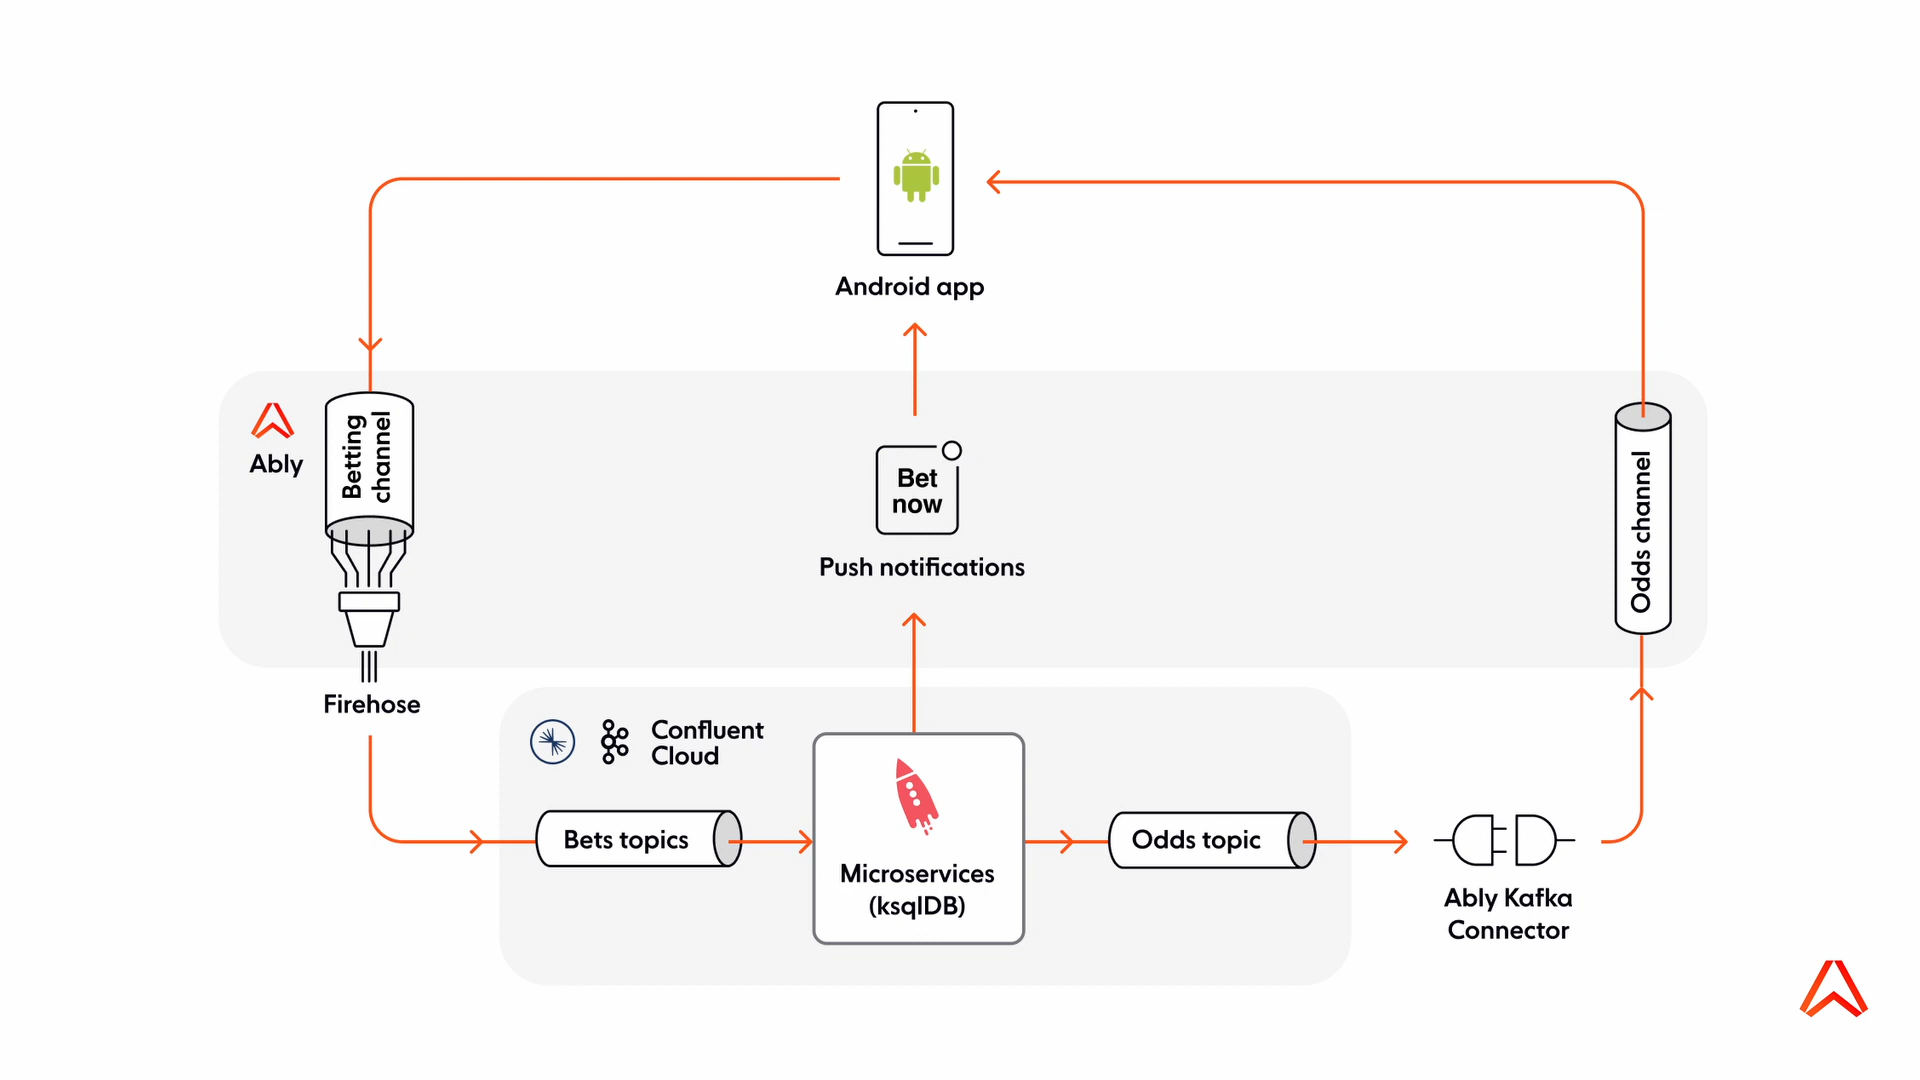 Android app
Ably
Betting
channel
Bet
now
Push notifications
Odds channel
Firehose
Confluent
Cloud
Bets topics
Microservices
(ksqlDB)
Odds topic
Ably Kafka
Connector